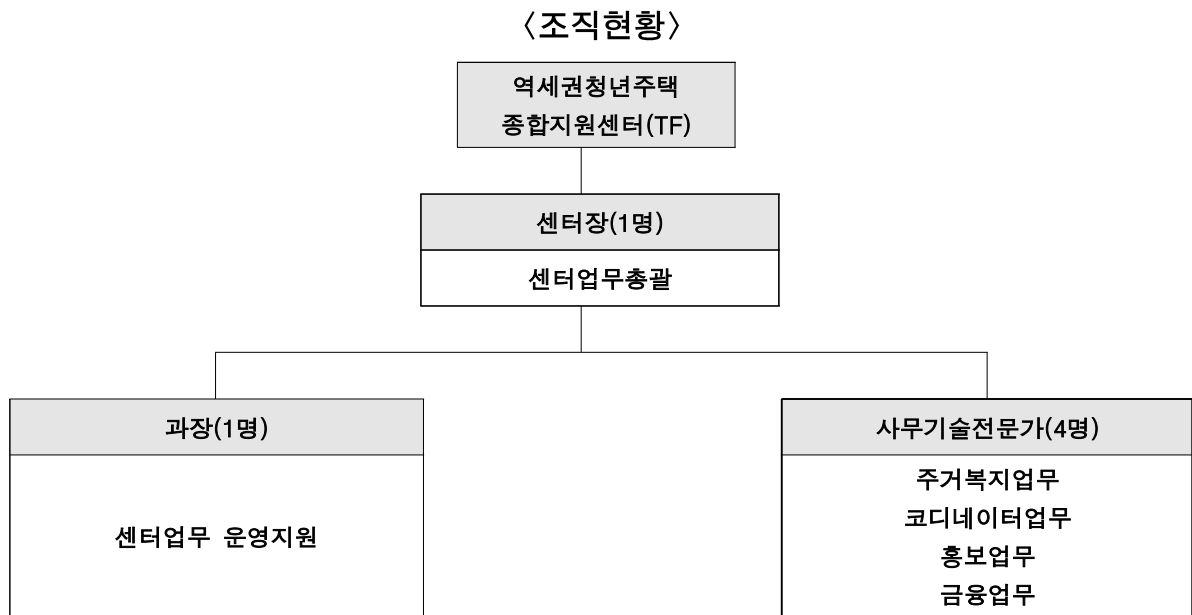 〈조직현황〉
역세권청년주택
종합지원센터(TF)
센터장(1명)
센터업무총괄
과장(1명)
센터업무 운영지원
사무기술전문가(4명)
주거복지업무
코디네이터업무
홍보업무
금융업무